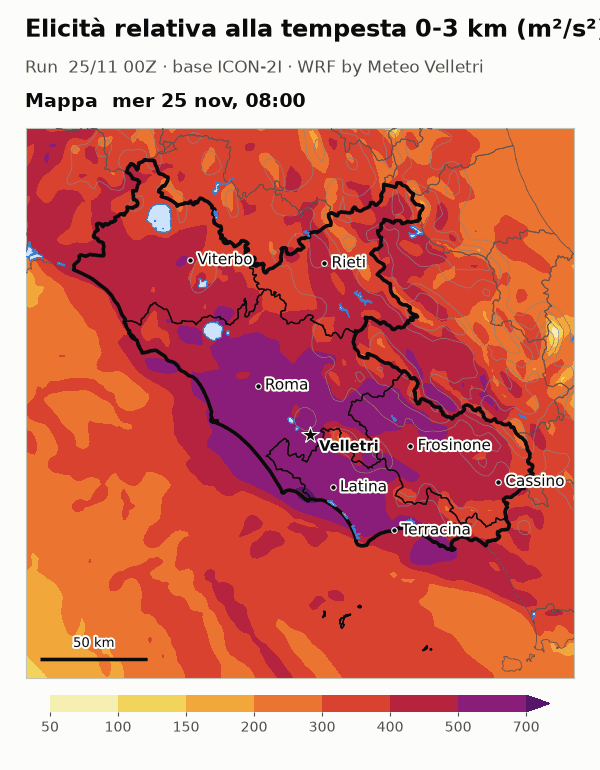 Elicità relativa alla tempesta 0-3 km (m²/s²)
Run 25/11 00Z · base ICON-2I · WRF by Meteo Velletri
Mappa mer 25 nov, 08:00
Viterbo
Rieti
Roma
Velletri
Frosinone
Latina
Cassino
Terracina
50 km
50 100 150 200 300 400 500 700